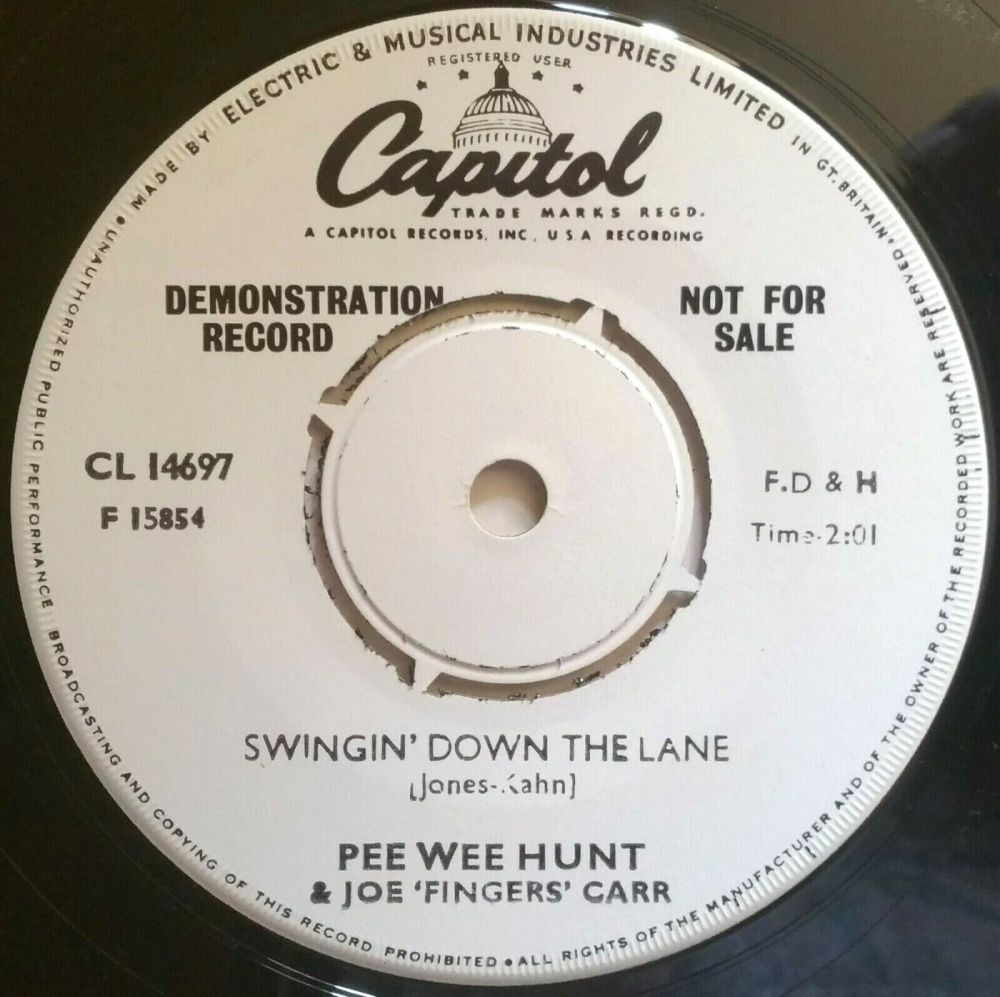 MADE BY ELECTRIC & MUSICAL INDUSTRIES LIMITED IN GT. BRITAIN.
REGISTERED USER
Capitol
TRADE MARKS REGD.
A CAPITOL RECORDS, INC., U S A RECORDING
DEMONSTRATION RECORD
NOT FOR SALE
CL 14697
F 15854
F.D & H
Time·2:01
SWINGIN' DOWN THE LANE
(Jones-Kahn)
PEE WEE HUNT
& JOE 'FINGERS' CARR
ALL RIGHTS OF THE MANUFACTURER AND OF THE OWNER OF THE RECORDED WORK ARE RESERVED,
UNAUTHORIZED PUBLIC PERFORMANCE BROADCASTING AND COPYING OF THIS RECORD PROHIBITED